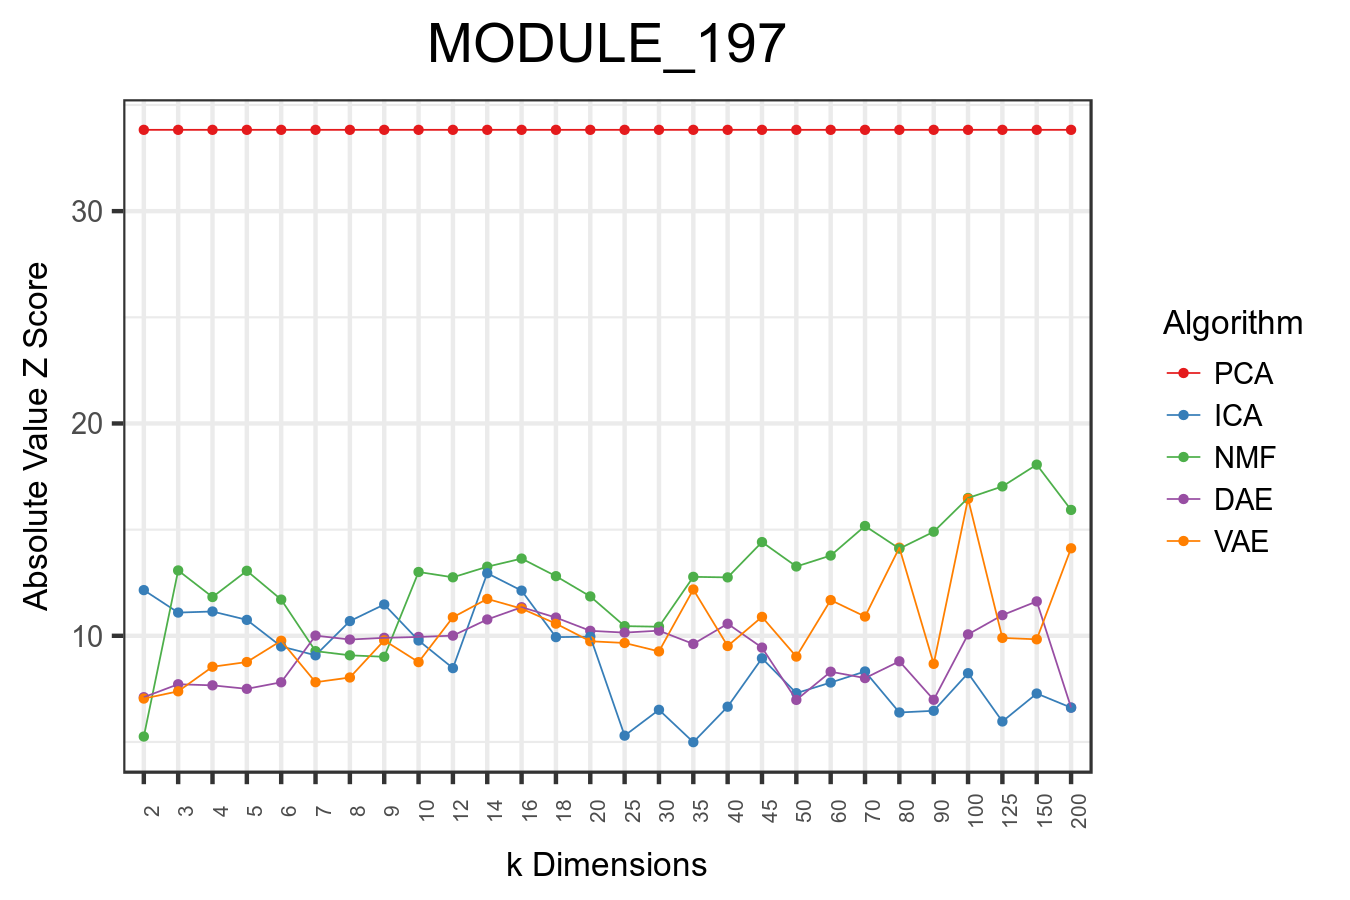 MODULE_197
Absolute Value Z Score
30
20
10
2 3 4 5 6 7 8 9 10 12 14 16 18 20 25 30 35 40 45 50 60 70 80 90 100 125 150 200
k Dimensions
Algorithm
PCA
ICA
NMF
DAE
VAE